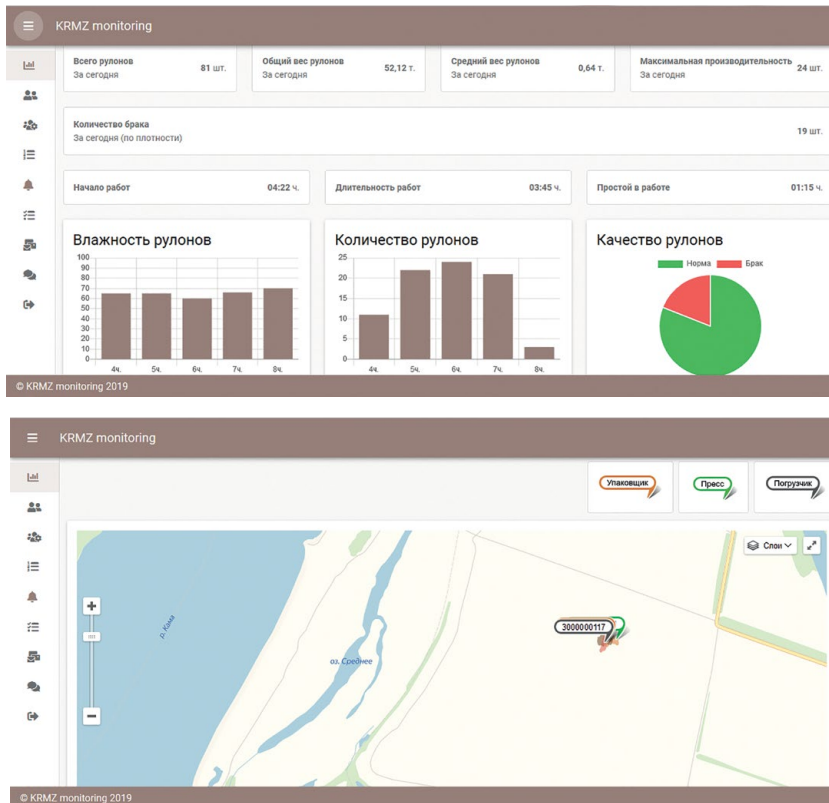 KRMZ monitoring
Всего рулонов
За сегодня
81 шт.
Общий вес рулонов
За сегодня
52,12 т.
Средний вес рулонов
За сегодня
0,64 т.
Максимальная производительность
За сегодня
24 шт.
Количество брака
За сегодня (по плотности)
19 шт.
Начало работ
04:22 ч.
Длительность работ
03:45 ч.
Простой в работе
01:15 ч.
Влажность рулонов
100
90
80
70
60
50
40
30
20
10
0
4ч. 5ч. 6ч. 7ч. 8ч.
Количество рулонов
25
20
15
10
5
0
4ч. 5ч. 6ч. 7ч. 8ч.
Качество рулонов
Норма Брак
© KRMZ monitoring 2019
KRMZ monitoring
Упаковщик
Пресс
Погрузчик
Слои
р. Кама
оз. Среднее
3000000117
© KRMZ monitoring 2019